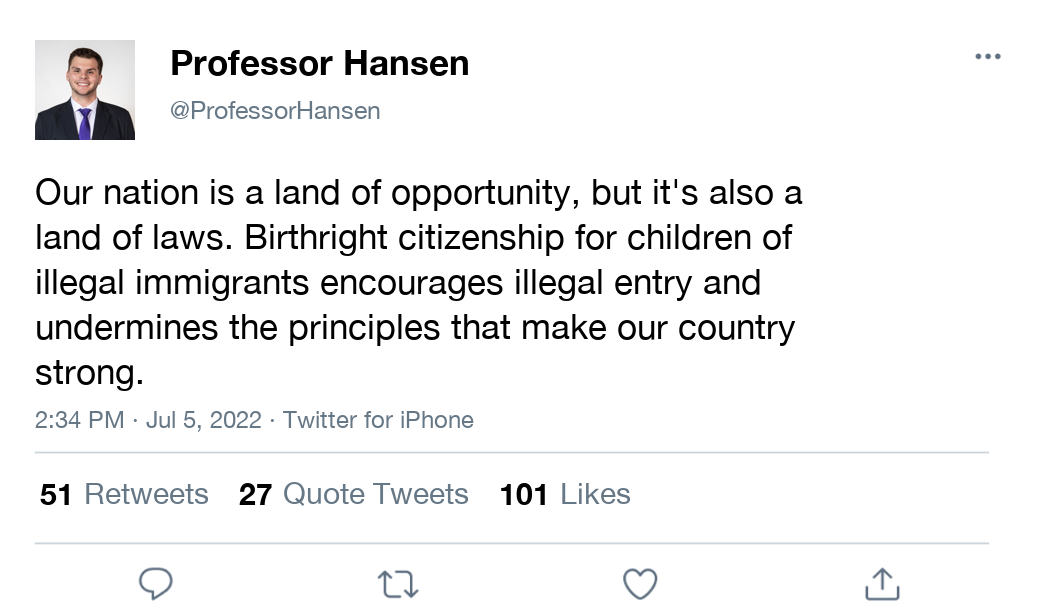 Professor Hansen
@ProfessorHansen
Our nation is a land of opportunity, but it's also a
land of laws. Birthright citizenship for children of
illegal immigrants encourages illegal entry and
undermines the principles that make our country
strong.
2:34 PM · Jul 5, 2022 · Twitter for iPhone
51 Retweets 27 Quote Tweets 101 Likes